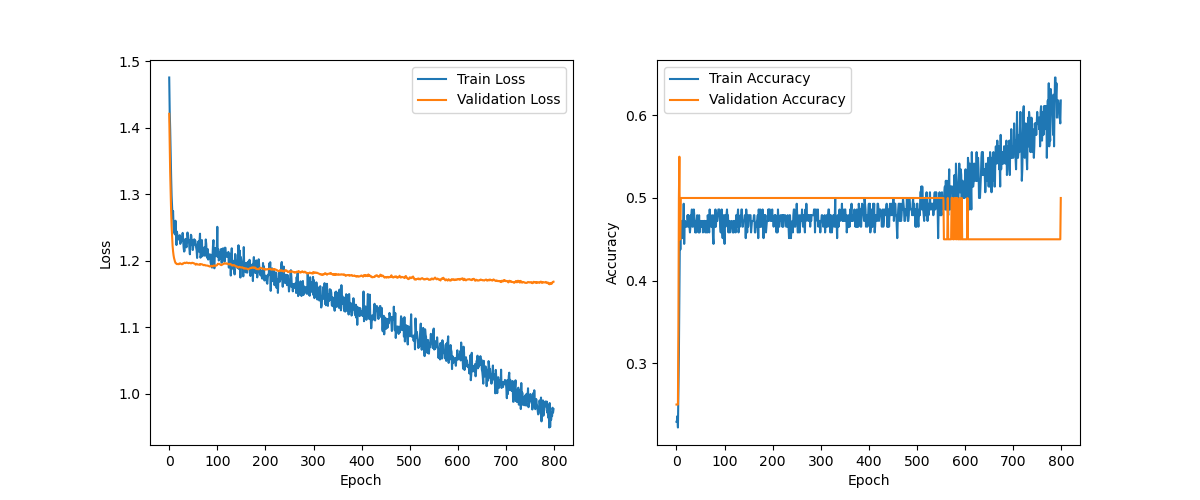 1.5
1.4
1.3
1.2
1.1
1.0
Loss
0 100 200 300 400 500 600 700 800
Epoch
Train Loss
Validation Loss
0.6
0.5
0.4
0.3
Accuracy
0 100 200 300 400 500 600 700 800
Epoch
Train Accuracy
Validation Accuracy